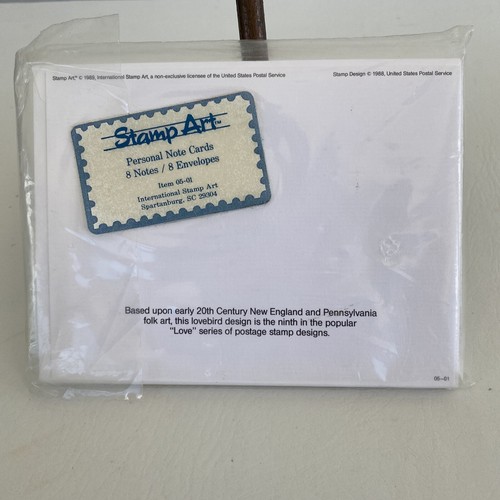 Stamp Art™ © 1988, International Stamp Art, a non-exclusive licensee of the United States Postal Service
Stamp Design © 1988, United States Postal Service
Stamp Art™
Personal Note Cards
8 Notes / 8 Envelopes
Item 05-01
International Stamp Art
Spartanburg, SC 29304
Based upon early 20th Century New England and Pennsylvania
folk art, this lovebird design is the ninth in the popular
"Love" series of postage stamp designs.